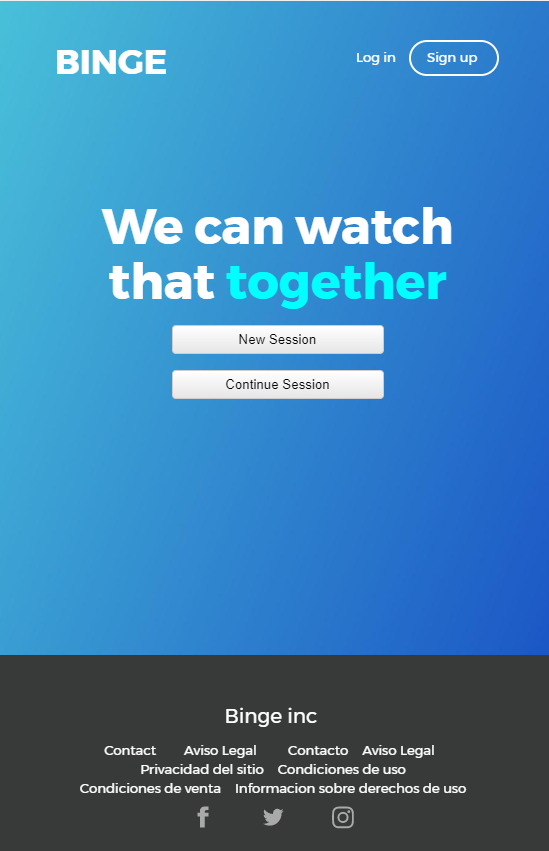 BINGE
Log in
Sign up
We can watch
that together
New Session
Continue Session
Binge inc
Contact Aviso Legal Contacto Aviso Legal
Privacidad del sitio Condiciones de uso
Condiciones de venta Informacion sobre derechos de uso